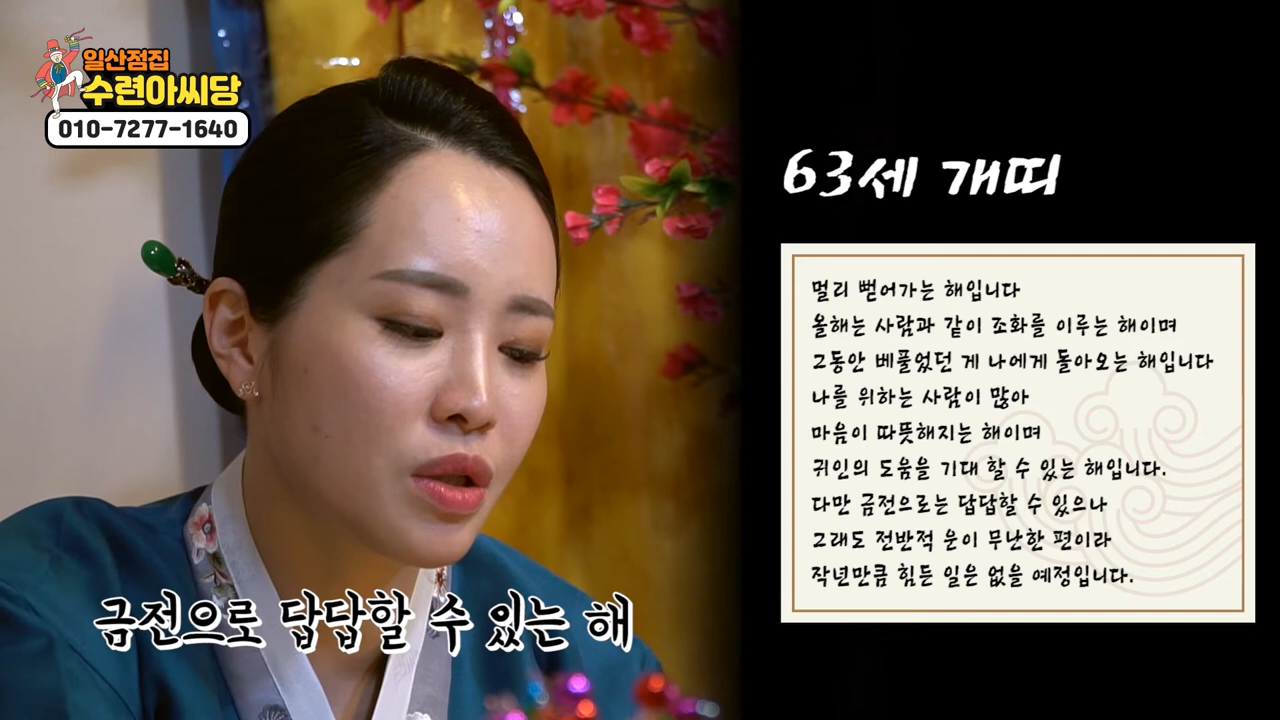 일산점집
수련아씨당
010-7277-1640
63세 개띠
멀리 뻗어가는 해입니다
올해는 사람과 같이 조화를 이루는 해이며
그동안 베풀었던 게 나에게 돌아오는 해입니다
나를 위하는 사람이 많아
마음이 따뜻해지는 해이며
귀인의 도움을 기대 할 수 있는 해입니다.
다만 금전으로는 답답할 수 있으나
그래도 전반적 운이 무난한 편이라
작년만큼 힘든 일은 없을 예정입니다.
금전으로 답답할 수 있는 해